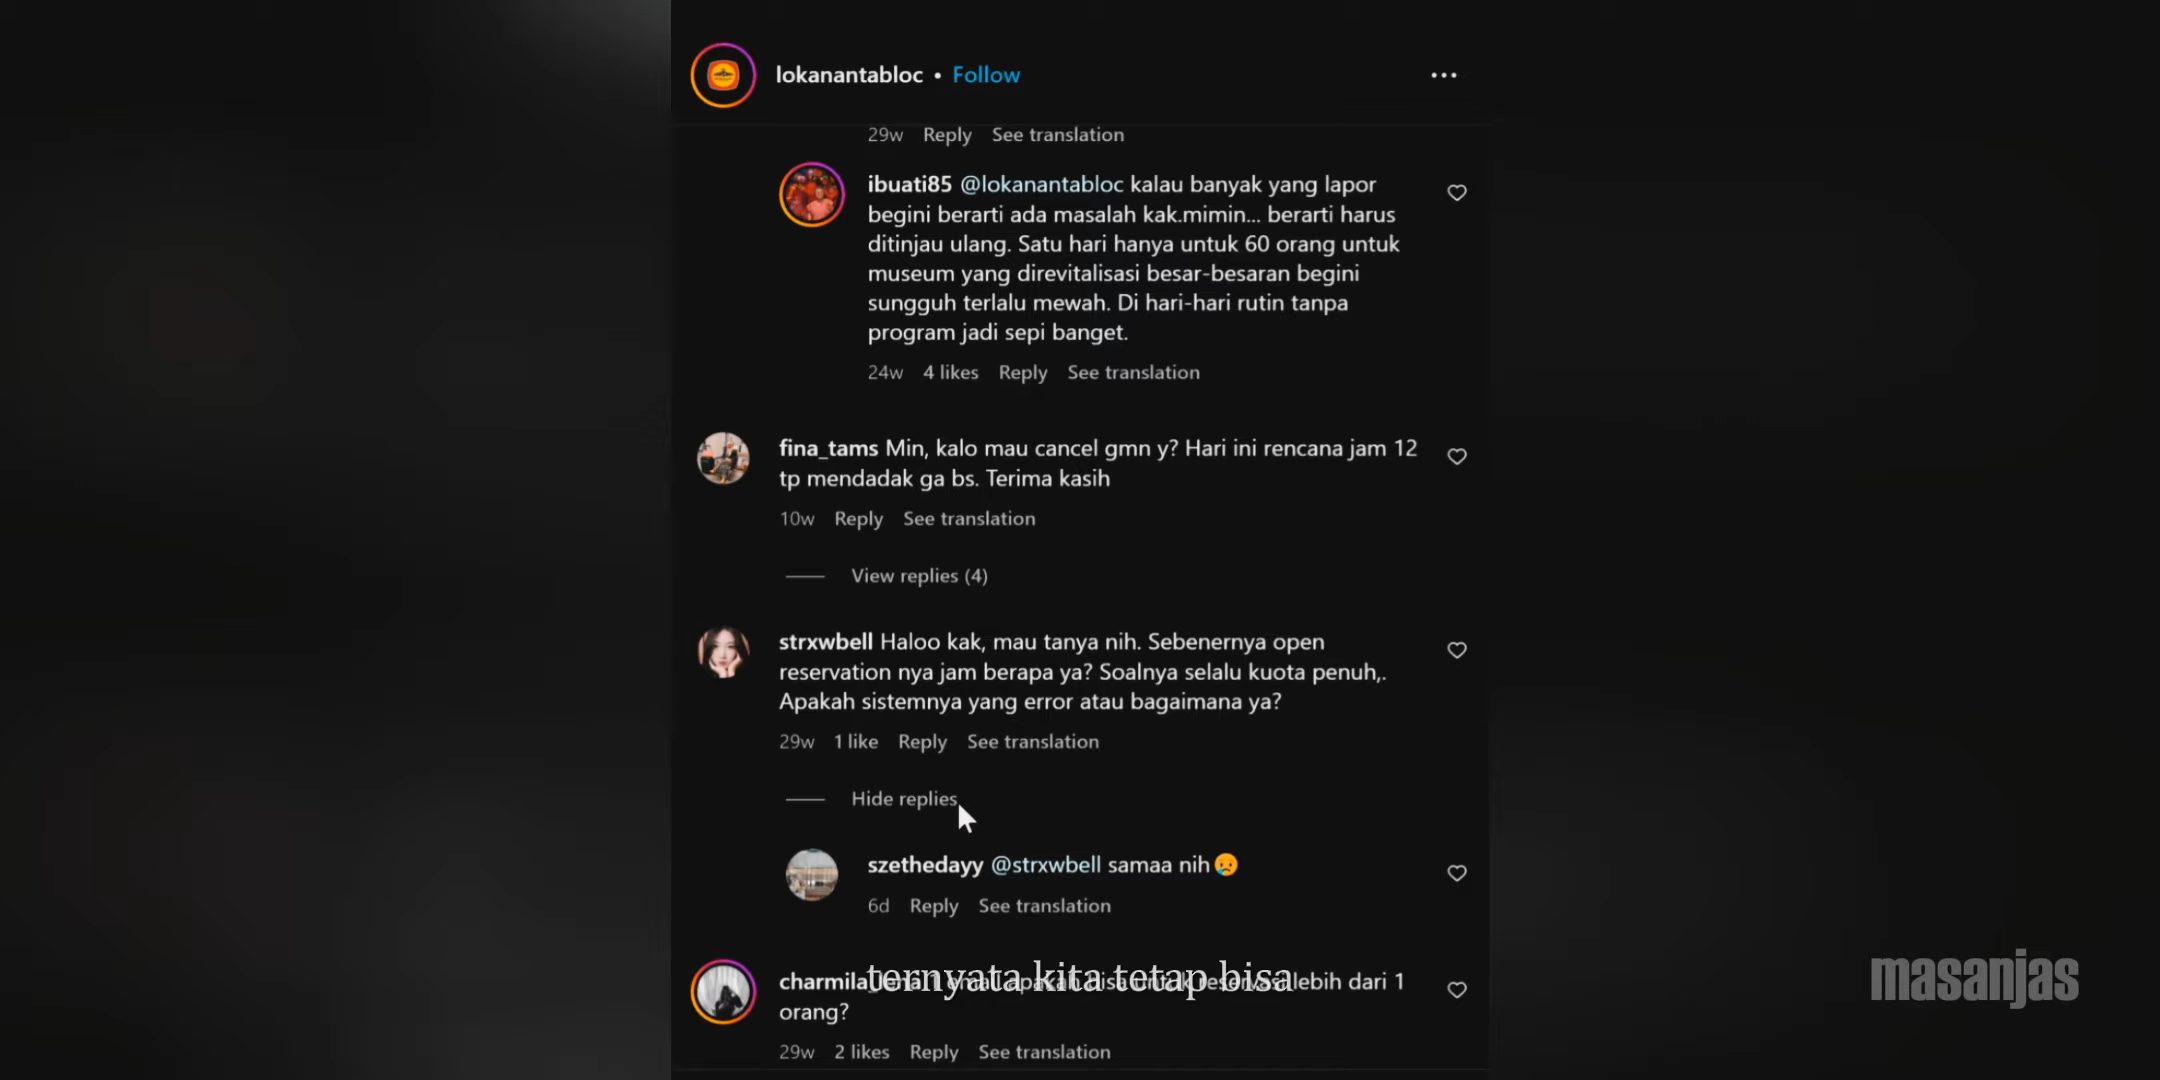 lokanantabloc • Follow
29w Reply See translation
ibuati85 @lokanantabloc kalau banyak yang lapor
begini berarti ada masalah kak.mimin... berarti harus
ditinjau ulang. Satu hari hanya untuk 60 orang untuk
museum yang direvitalisasi besar-besaran begini
sungguh terlalu mewah. Di hari-hari rutin tanpa
program jadi sepi banget.
24w 4 likes Reply See translation
fina_tams Min, kalo mau cancel gmn y? Hari ini rencana jam 12
tp mendadak ga bs. Terima kasih
10w Reply See translation
View replies (4)
strxwbell Haloo kak, mau tanya nih. Sebenernya open
reservation nya jam berapa ya? Soalnya selalu kuota penuh,.
Apakah sistemnya yang error atau bagaimana ya?
29w 1 like Reply See translation
Hide replies
szethedayy @strxwbell samaa nih😥
6d Reply See translation
ternyata kita tetap bisa
apakah bisa untuk reservasi lebih dari 1
orang?
29w 2 likes Reply See translation
masanjas